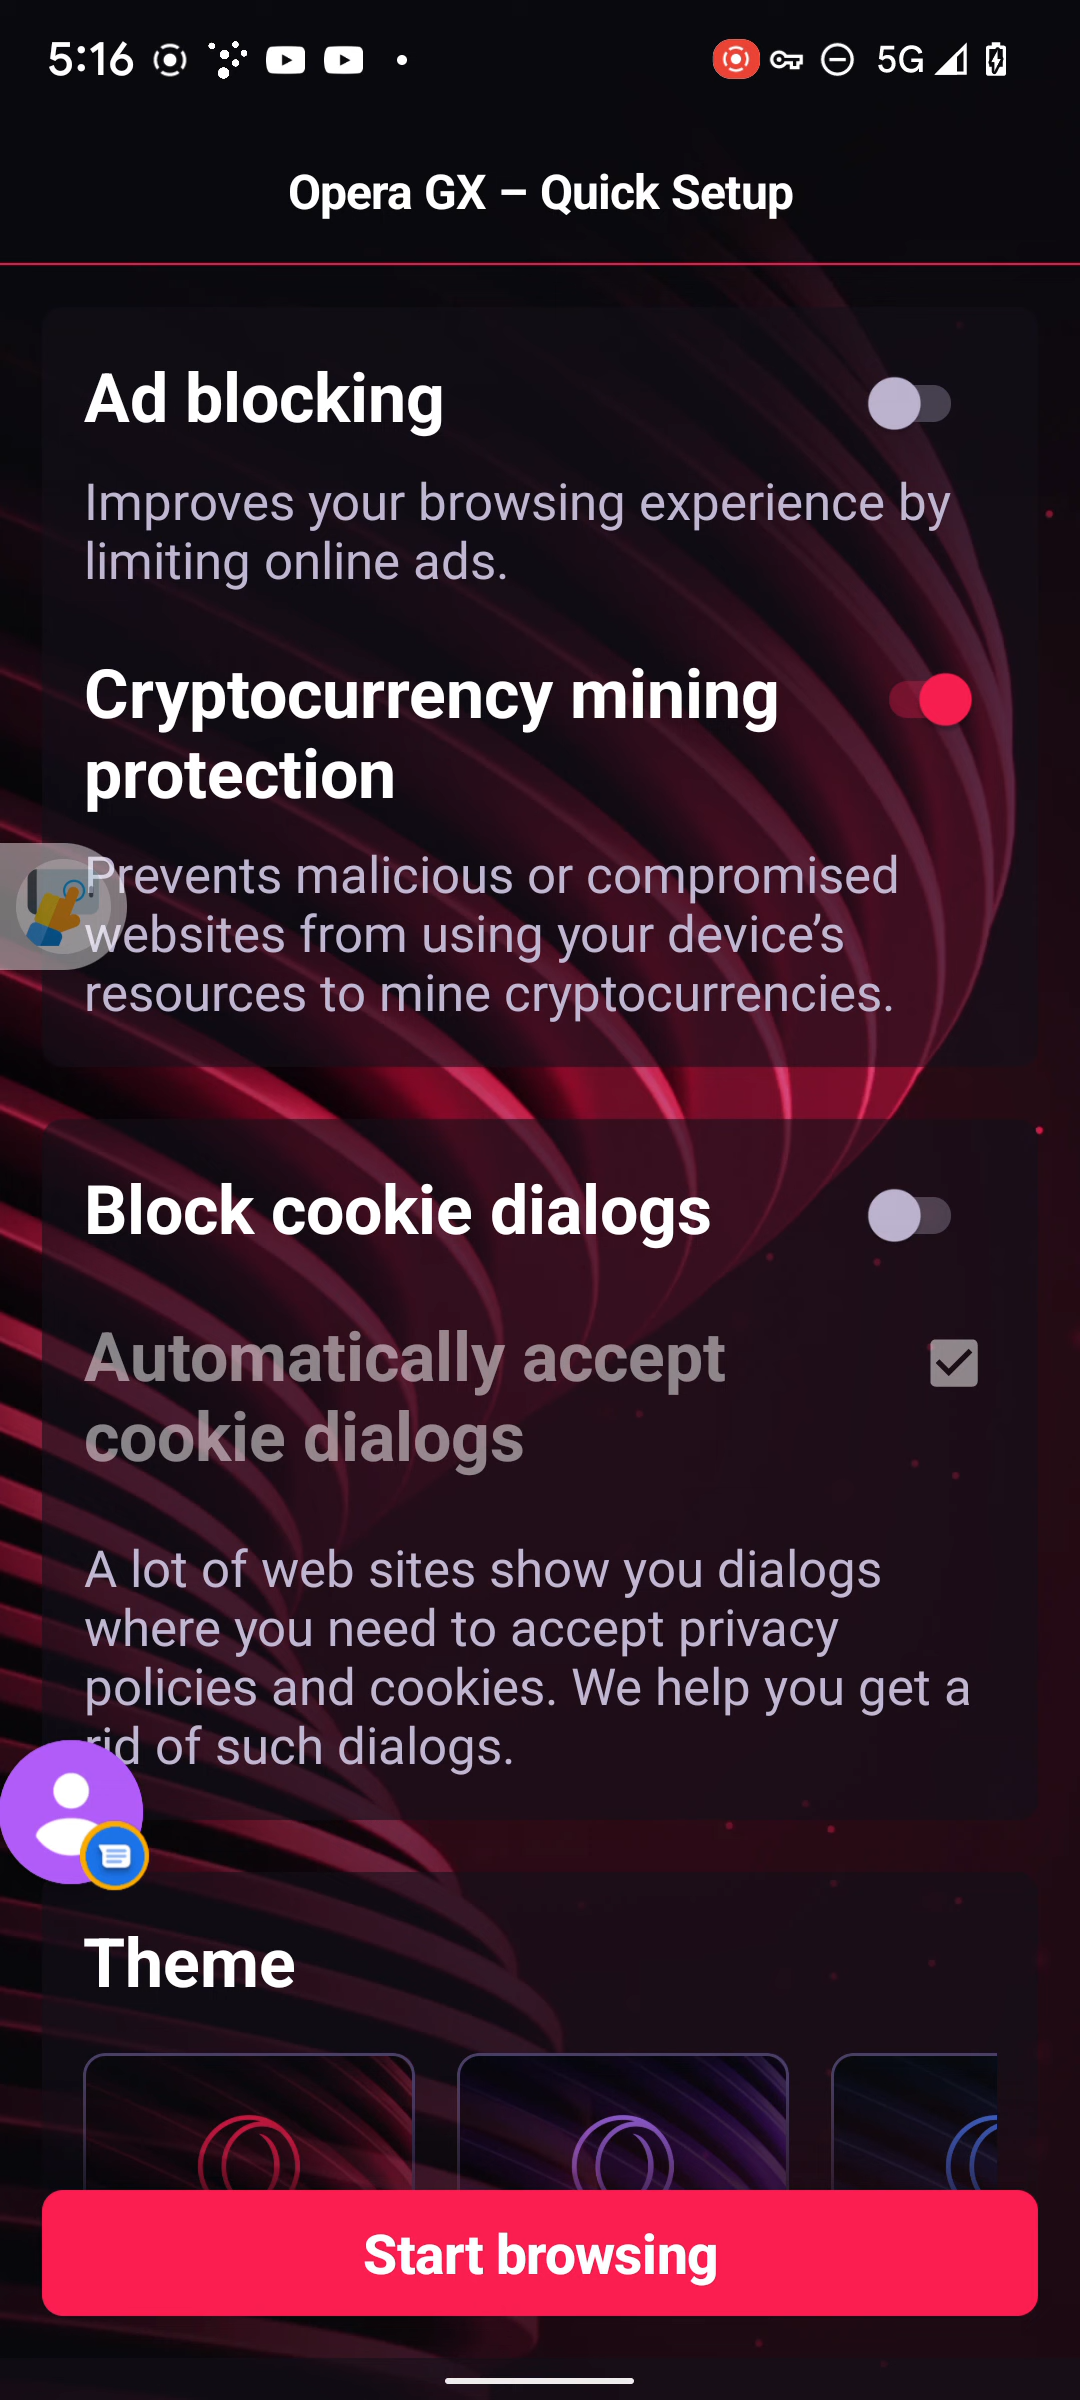 5:16
5G
Opera GX – Quick Setup
Ad blocking
Improves your browsing experience by
limiting online ads.
Cryptocurrency mining
protection
Prevents malicious or compromised
websites from using your device’s
resources to mine cryptocurrencies.
Block cookie dialogs
Automatically accept
cookie dialogs
A lot of web sites show you dialogs
where you need to accept privacy
policies and cookies. We help you get a
rid of such dialogs.
Theme
Start browsing